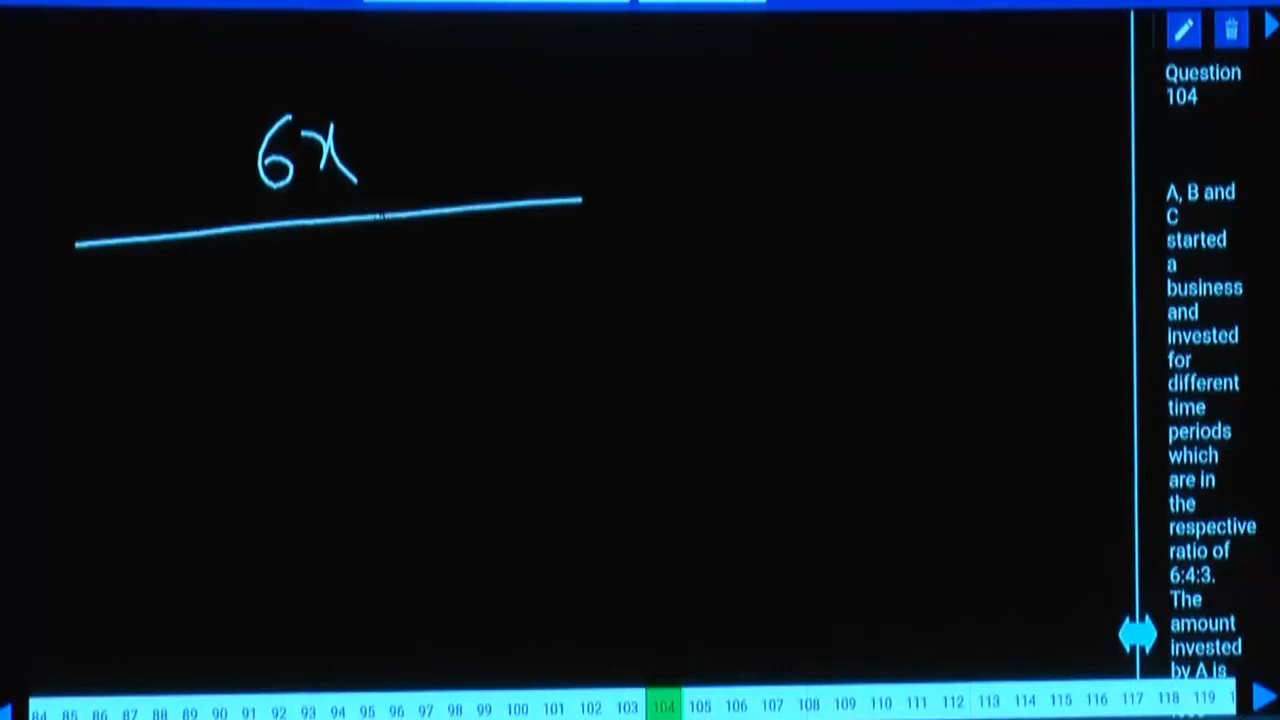 6x
Question
104
A, B and
C
started
a
business
and
invested
for
different
time
periods
which
are in
the
respective
ratio of
6:4:3.
The
amount
invested
by A is
84 85 86 87 88 89 90 91 92 93 94 95 96 97 98 99 100 101 102 103 104 105 106 107 108 109 110 111 112 113 114 115 116 117 118 119